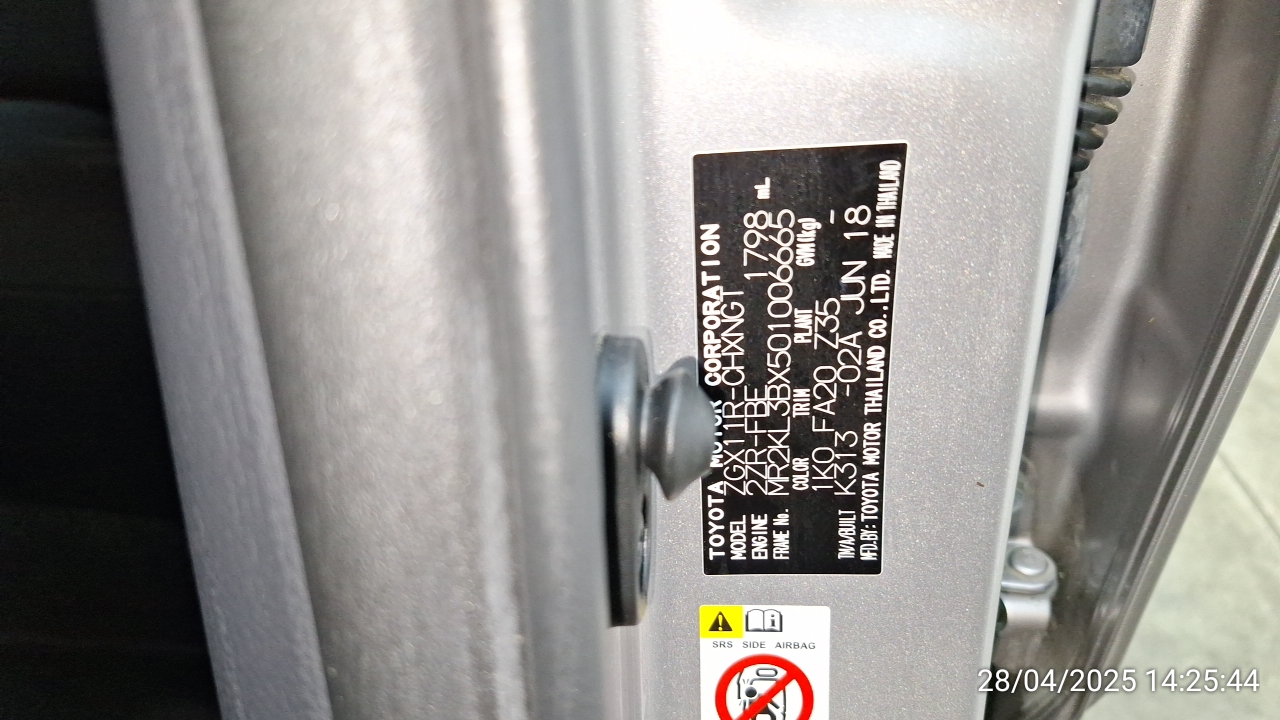 TOYOTA MOTOR CORPORATION
MODEL ZGX11R-CHXNGT
ENGINE 2ZR-FBE 1798 mL
FRAME No. MR2KL3BX501006665
COLOR TRIM PLANT GVM(kg)
1K0 FA20 Z35 -
T/M/A/BUILT K313 -02A JUN 18
MFD.BY: TOYOTA MOTOR THAILAND CO.,LTD. MADE IN THAILAND
SRS SIDE AIRBAG
28/04/2025 14:25:44